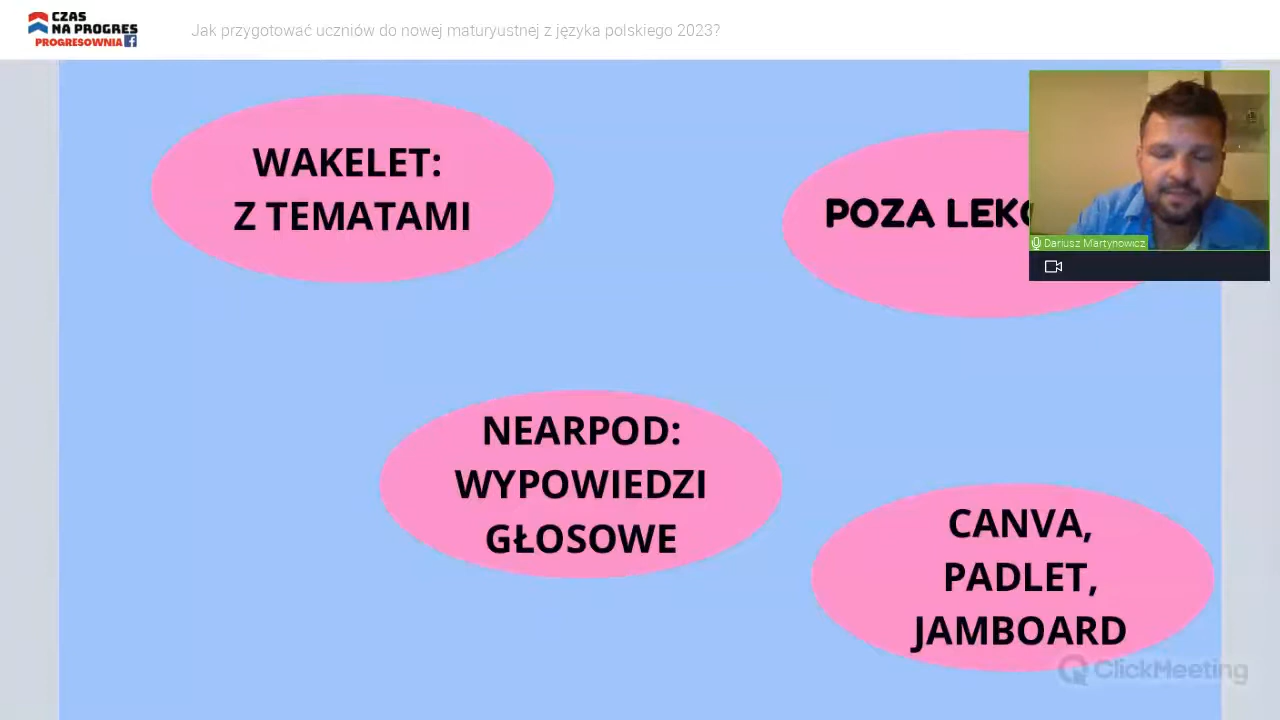 CZAS
NA PROGRES
PROGRESOWNIA
Jak przygotować uczniów do nowej maturyustnej z języka polskiego 2023?
WAKELET:
Z TEMATAMI
POZA
Dariusz Martynowicz
NEARPOD:
WYPOWIEDZI
GŁOSOWE
CANVA,
PADLET,
JAMBOARD
ClickMeeting